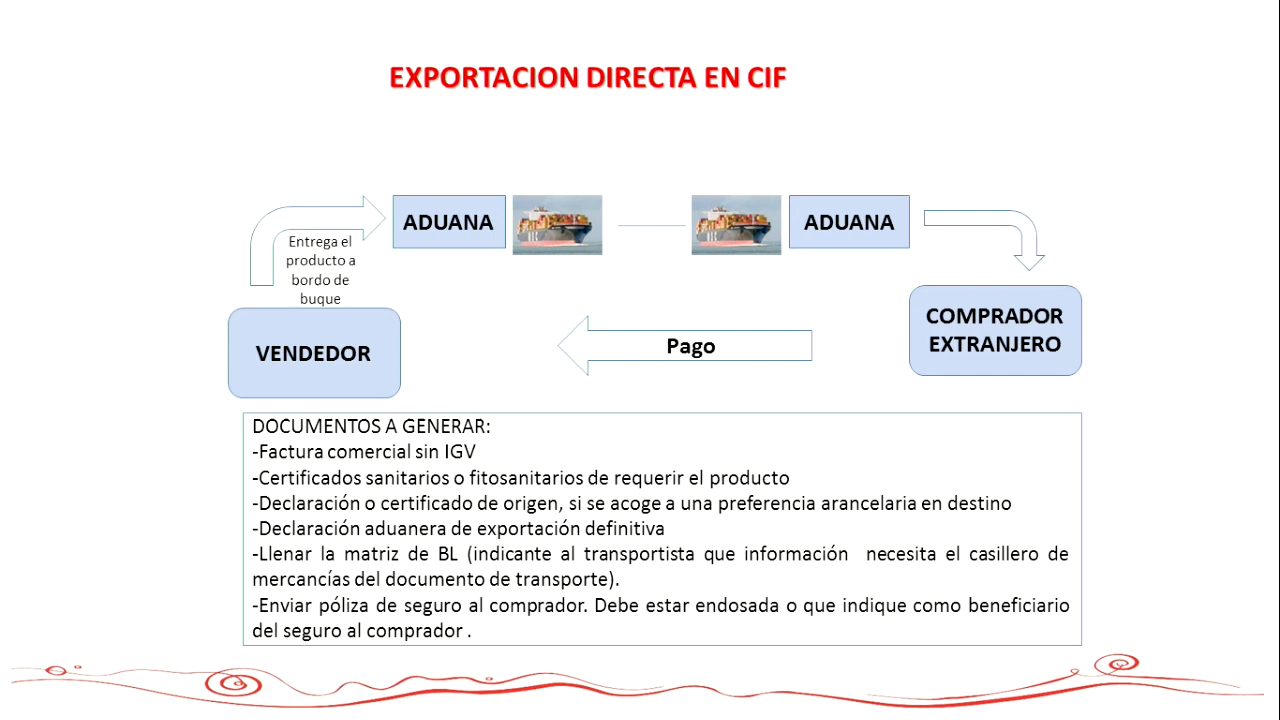 EXPORTACION DIRECTA EN CIF
ADUANA
ADUANA
Entrega el
producto a
bordo de
buque
VENDEDOR
Pago
COMPRADOR
EXTRANJERO
DOCUMENTOS A GENERAR:
-Factura comercial sin IGV
-Certificados sanitarios o fitosanitarios de requerir el producto
-Declaración o certificado de origen, si se acoge a una preferencia arancelaria en destino
-Declaración aduanera de exportación definitiva
-Llenar la matriz de BL (indicante al transportista que información necesita el casillero de
mercancías del documento de transporte).
-Enviar póliza de seguro al comprador. Debe estar endosada o que indique como beneficiario
del seguro al comprador .